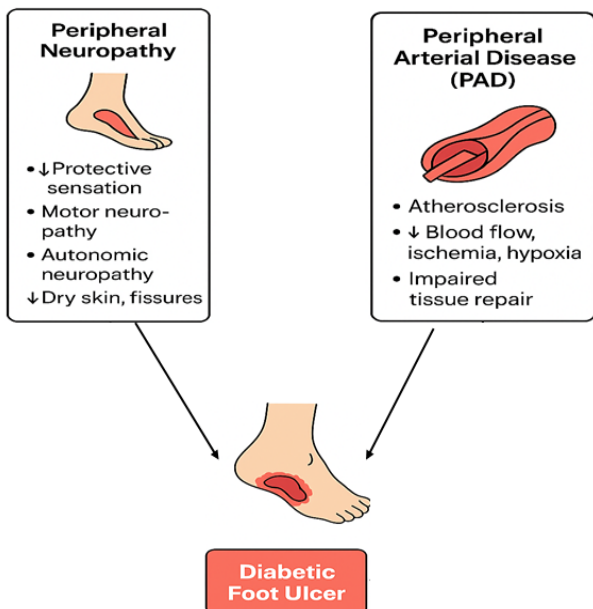 Peripheral
Neuropathy
• ↓Protective
sensation
• Motor neuro-
pathy
• Autonomic
neuropathy
↓Dry skin, fissures
Peripheral
Arterial Disease
(PAD)
• Atherosclerosis
• ↓ Blood flow,
ischemia, hypoxia
• Impaired
tissue repair
Diabetic
Foot Ulcer